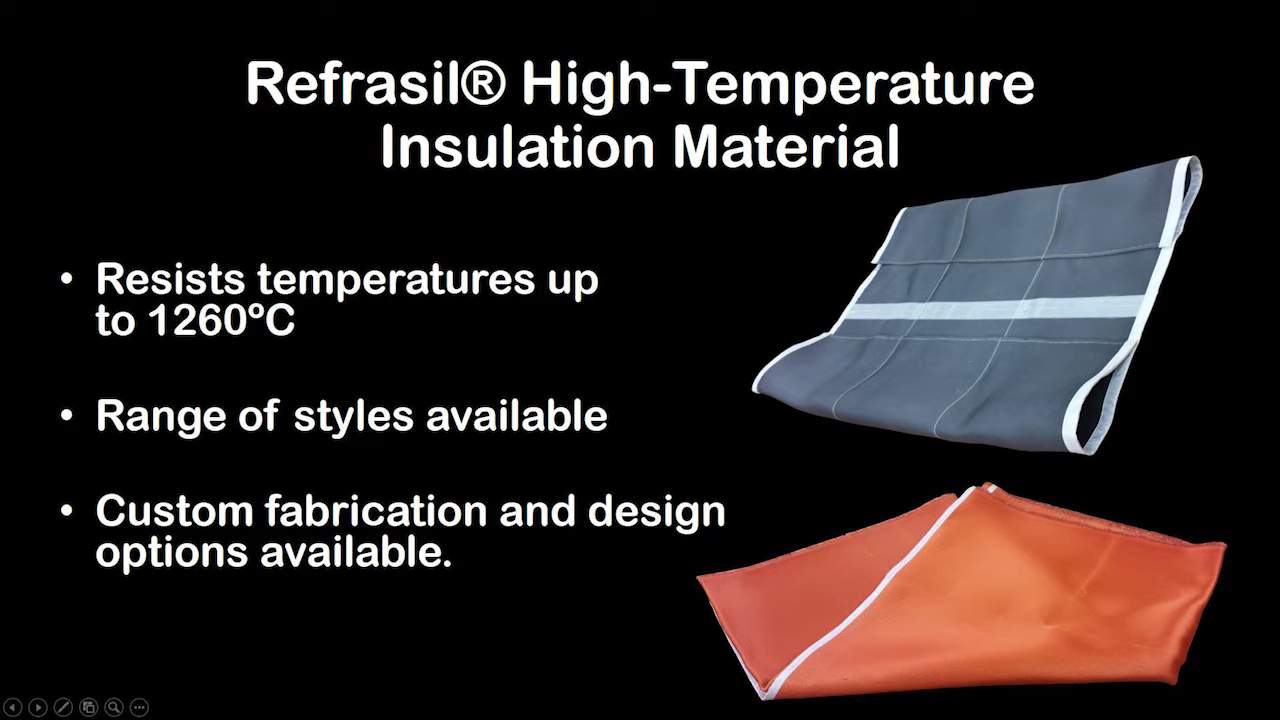 Refrasil® High-Temperature
Insulation Material
• Resists temperatures up
to 1260ºC
• Range of styles available
• Custom fabrication and design
options available.